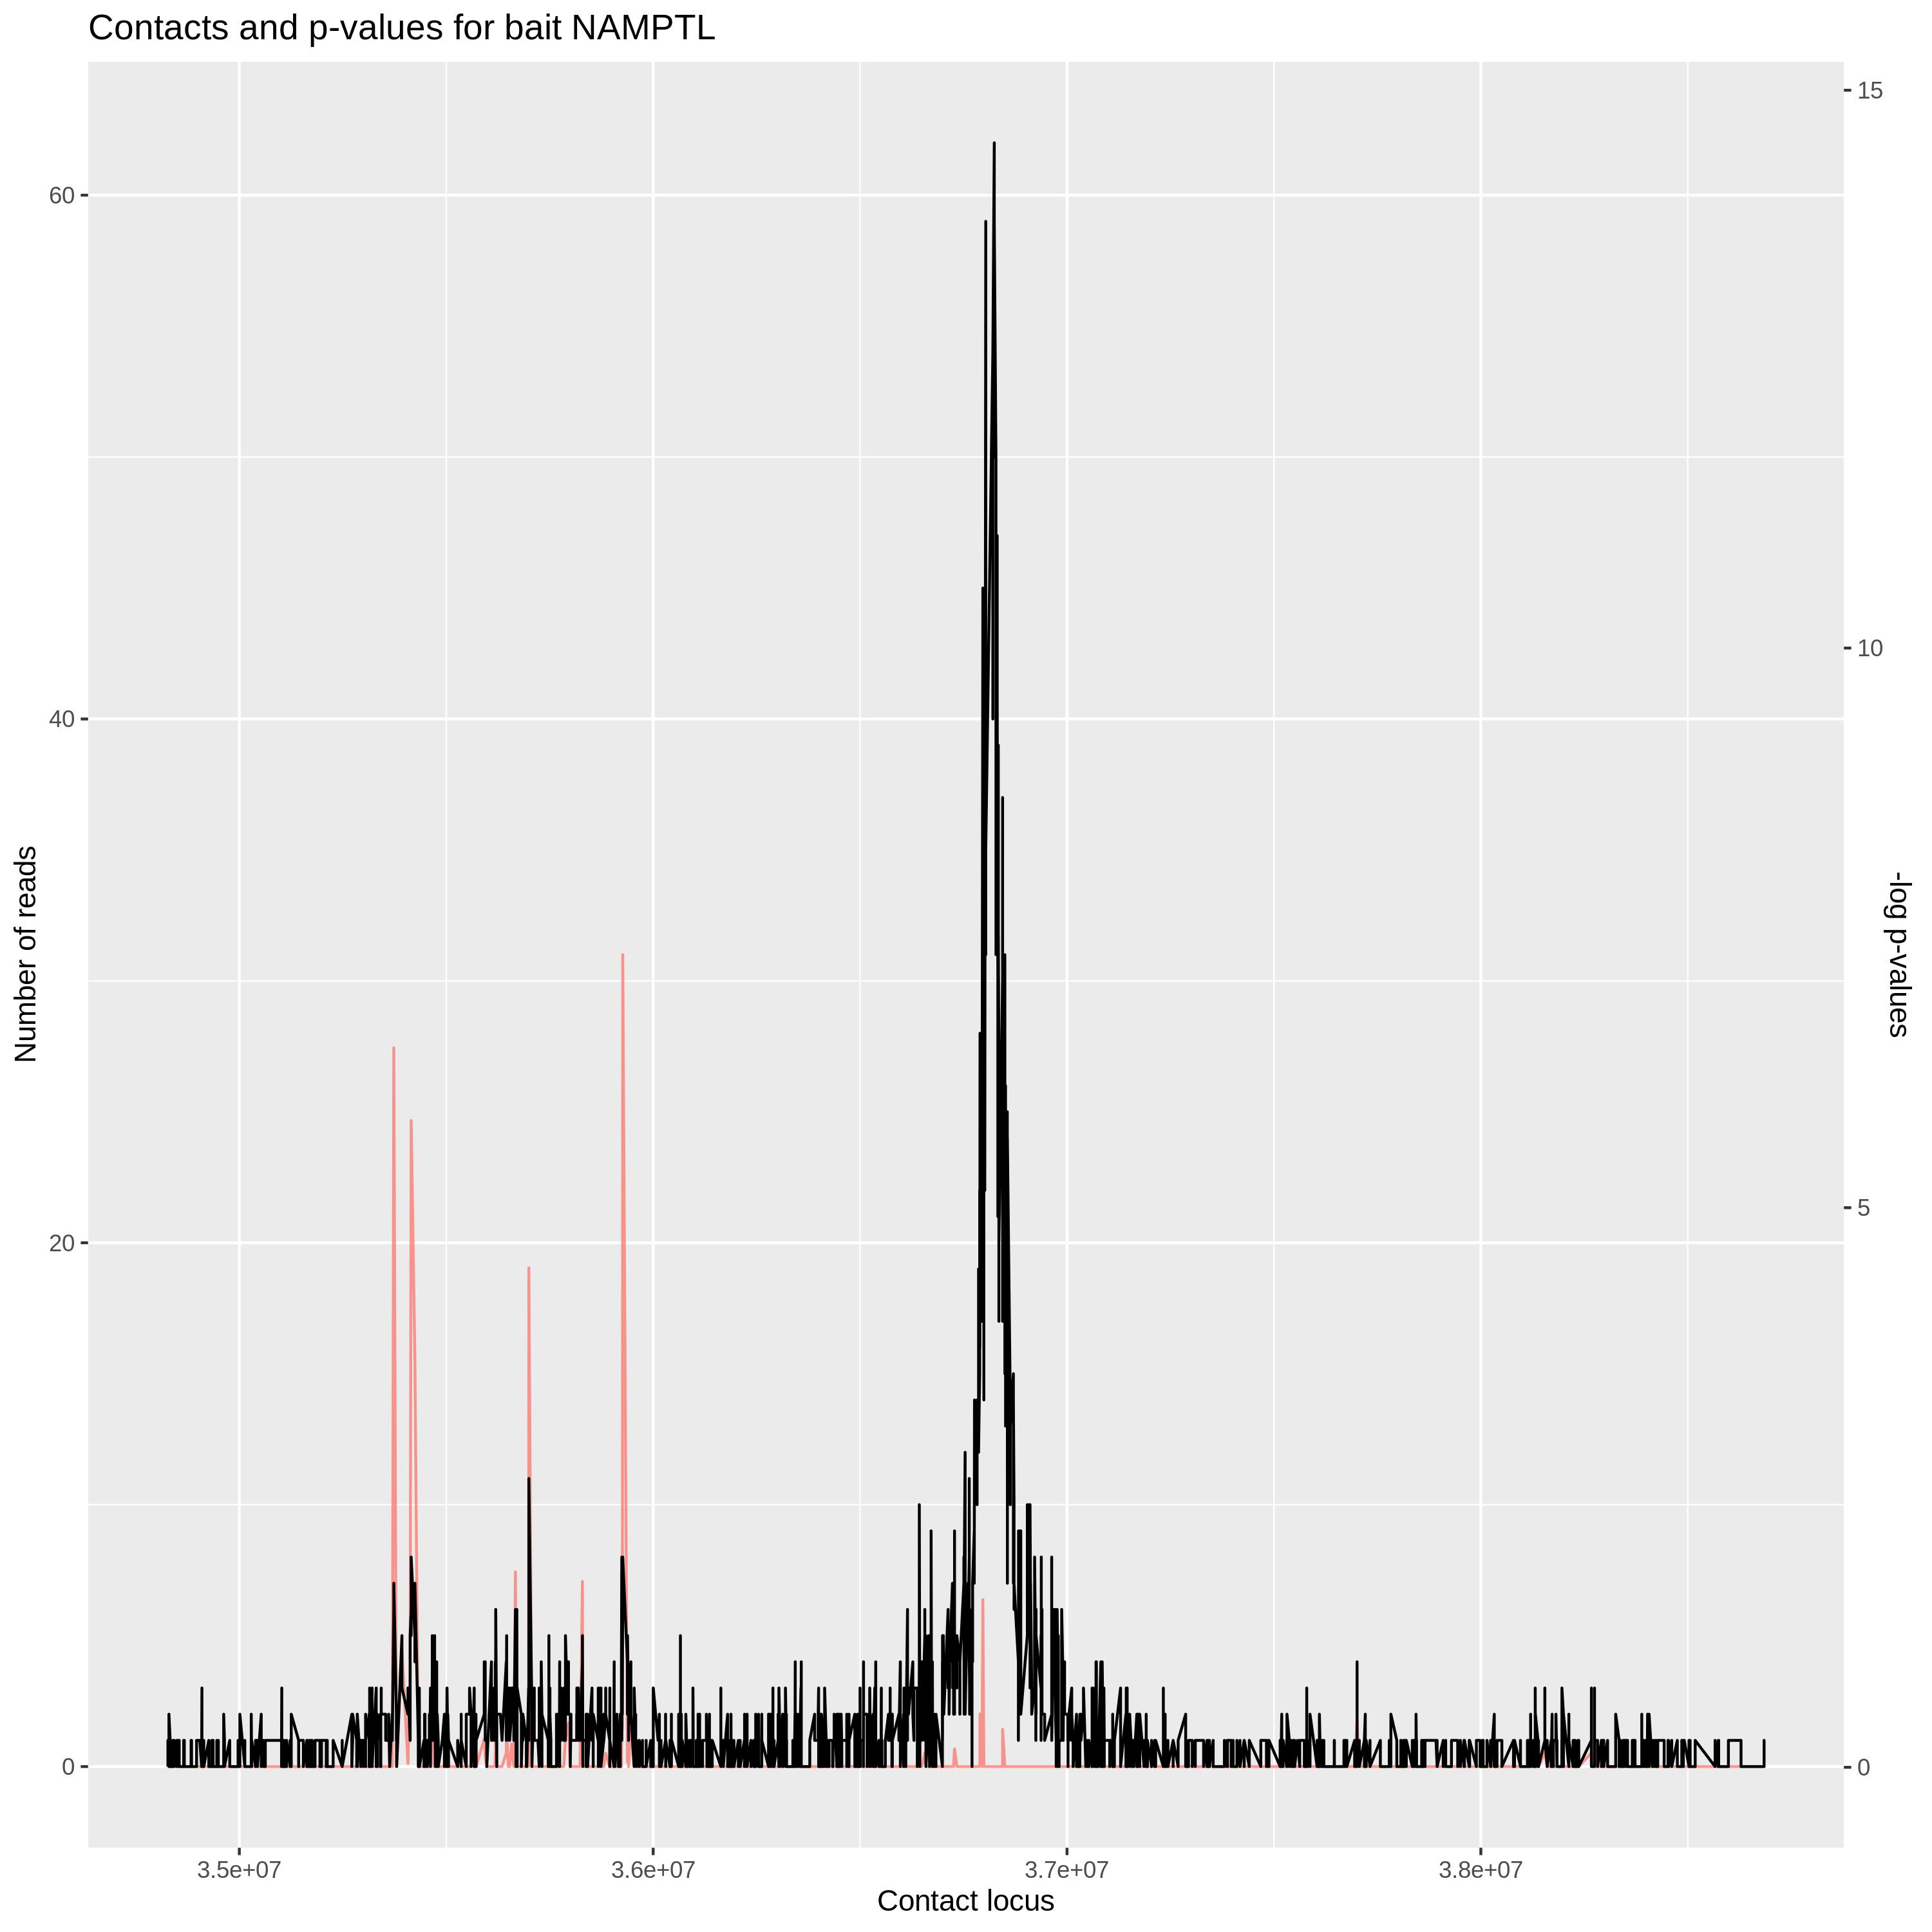 Contacts and p-values for bait NAMPTL
Number of reads
60
40
20
0
15
10
5
0
-log p-values
3.5e+07
3.6e+07
3.7e+07
3.8e+07
Contact locus